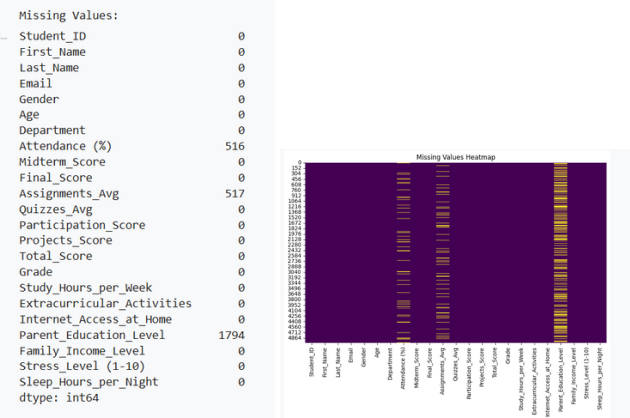 Missing Values:
Student_ID 0
First_Name 0
Last_Name 0
Email 0
Gender 0
Age 0
Department 0
Attendance (%) 516
Midterm_Score 0
Final_Score 0
Assignments_Avg 517
Quizzes_Avg 0
Participation_Score 0
Projects_Score 0
Total_Score 0
Grade 0
Study_Hours_per_Week 0
Extracurricular_Activities 0
Internet_Access_at_Home 0
Parent_Education_Level 1794
Family_Income_Level 0
Stress_Level (1-10) 0
Sleep_Hours_per_Night 0
dtype: int64
Missing Values Heatmap
0
152
304
456
608
760
912
1064
1216
1368
1520
1672
1824
1976
2128
2280
2432
2584
2736
2888
3040
3192
3344
3496
3648
3800
3952
4104
4256
4408
4560
4712
4864
Student_ID
First_Name
Last_Name
Email
Gender
Age
Department
Attendance (%)
Midterm_Score
Final_Score
Assignments_Avg
Quizzes_Avg
Participation_Score
Projects_Score
Total_Score
Grade
Study_Hours_per_Week
Extracurricular_Activities
Internet_Access_at_Home
Parent_Education_Level
Family_Income_Level
Stress_Level (1-10)
Sleep_Hours_per_Night